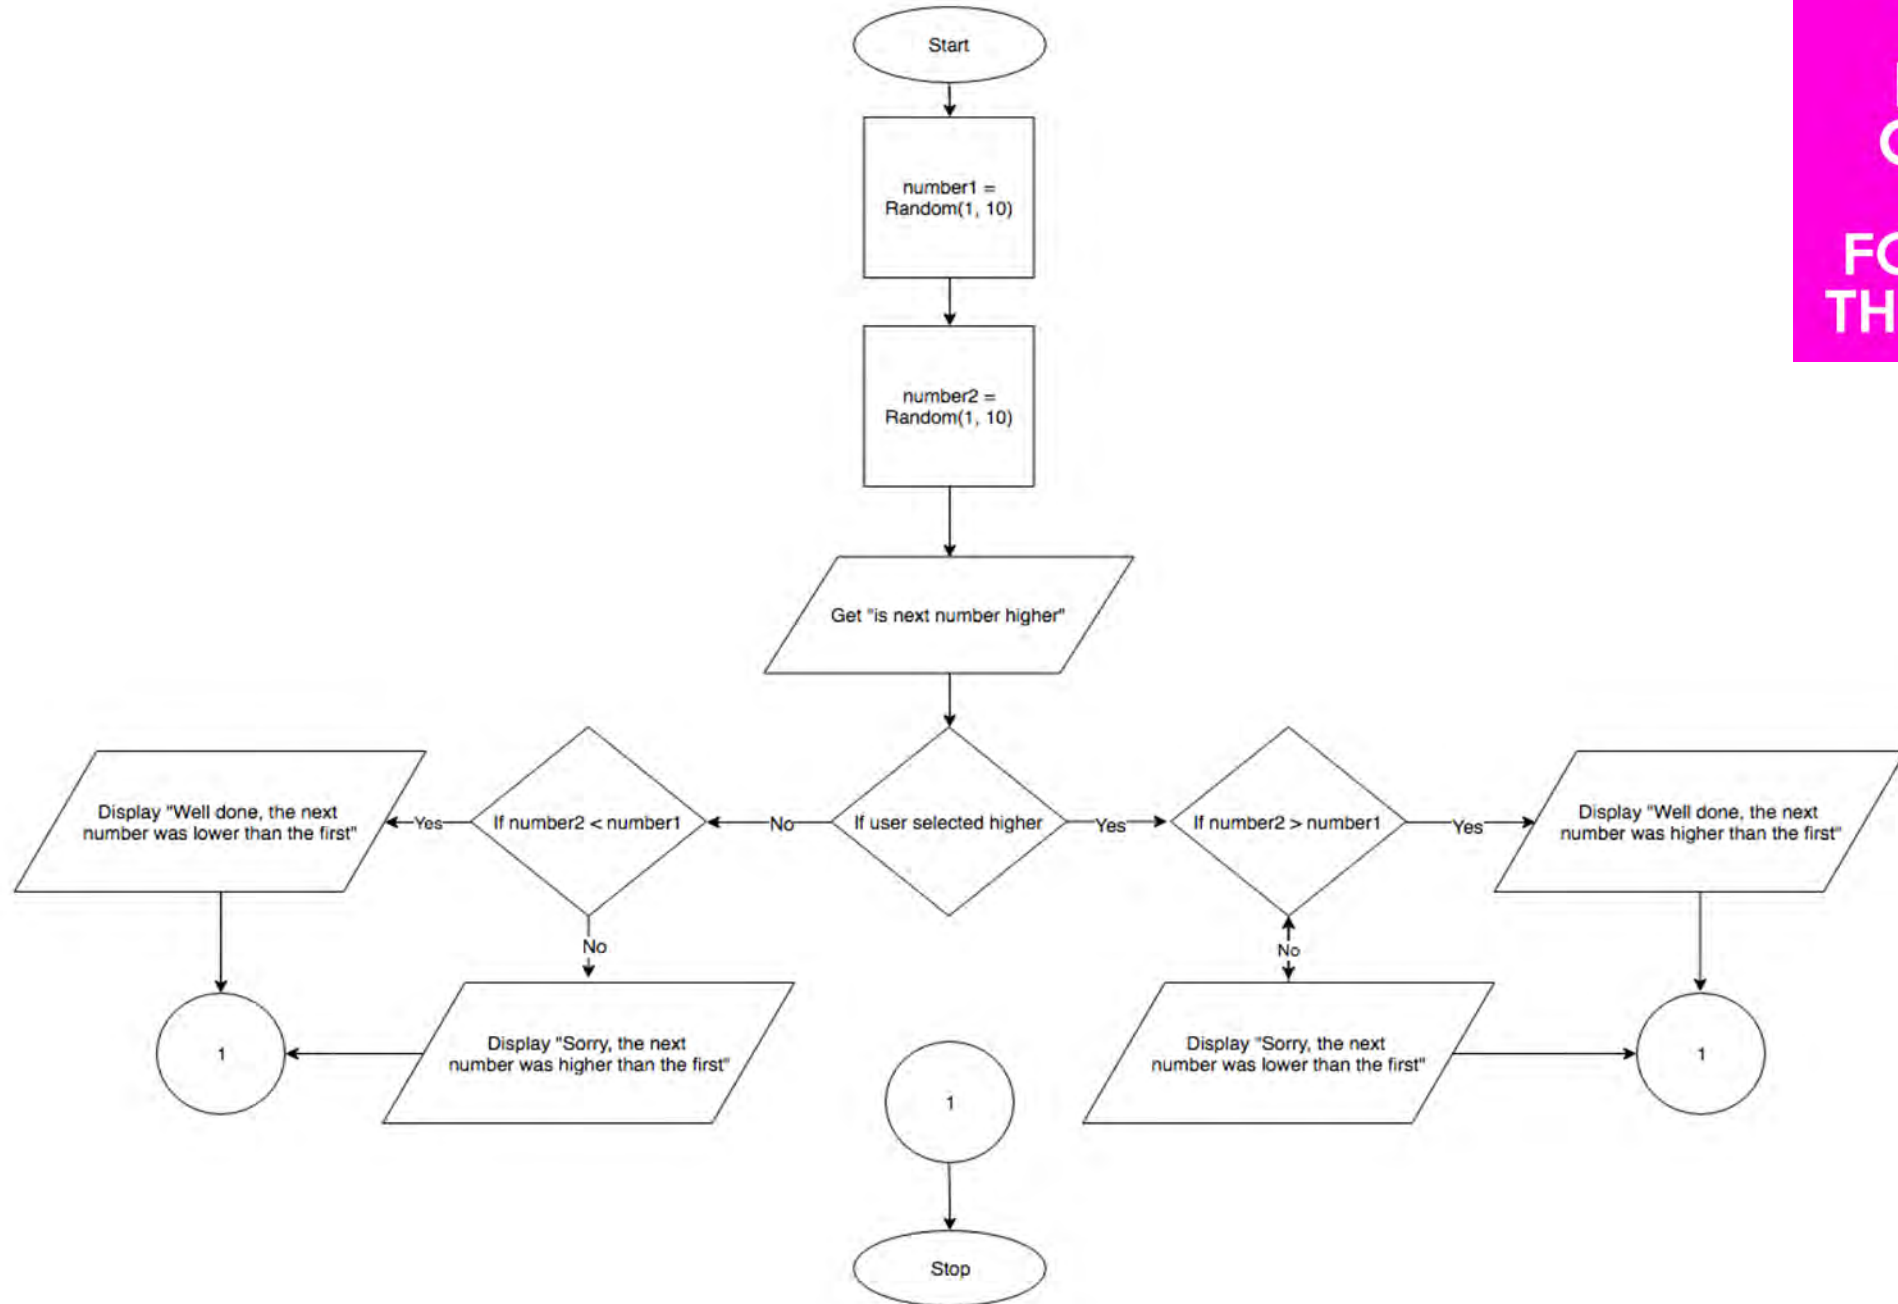 Start
number1 =
Random(1, 10)
number2 =
Random(1, 10)
Get "is next number higher"
Display "Well done, the next
number was lower than the first"
Yes
If number2 < number1
No
If user selected higher
Yes
If number2 > number1
Yes
Display "Well done, the next
number was higher than the first"
No
No
1
Display "Sorry, the next
number was higher than the first"
1
Display "Sorry, the next
number was lower than the first"
1
Stop